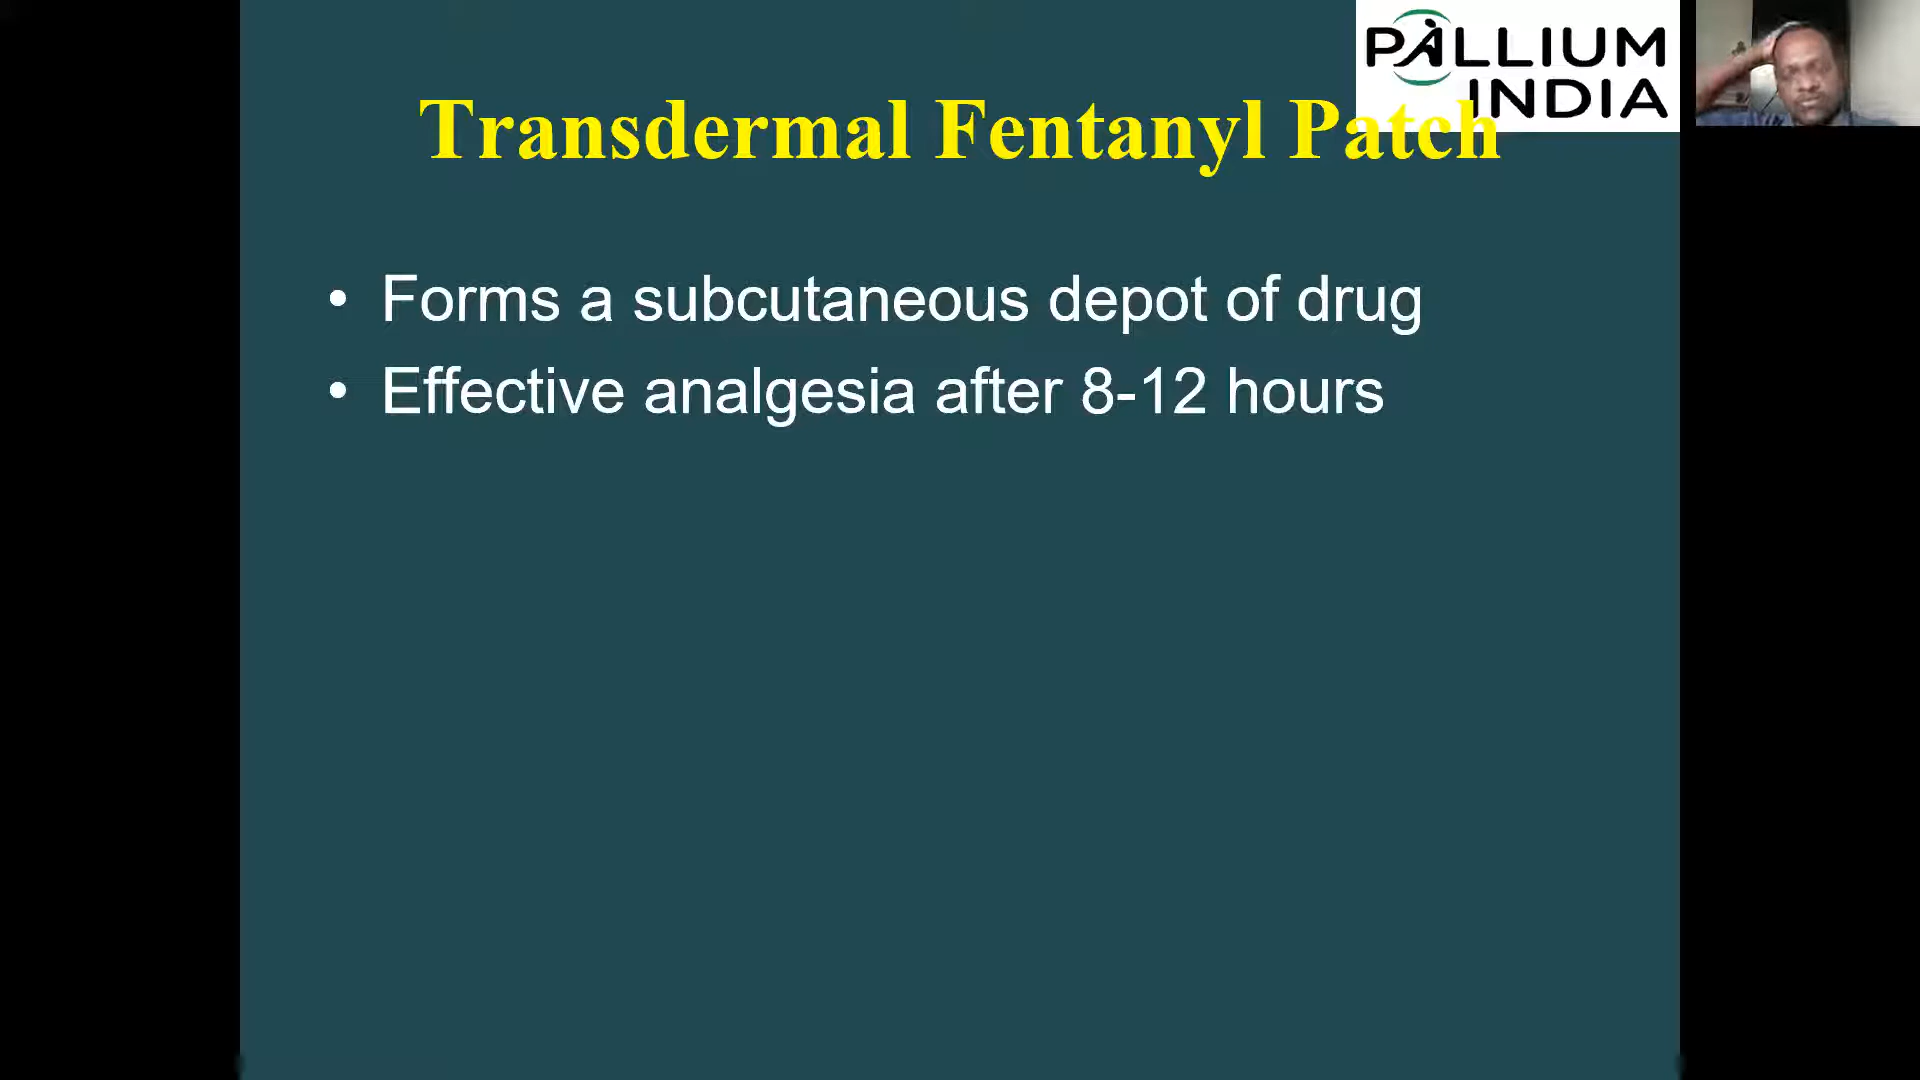 PALLIUM
INDIA
Transdermal Fentanyl Patch
• Forms a subcutaneous depot of drug
• Effective analgesia after 8-12 hours